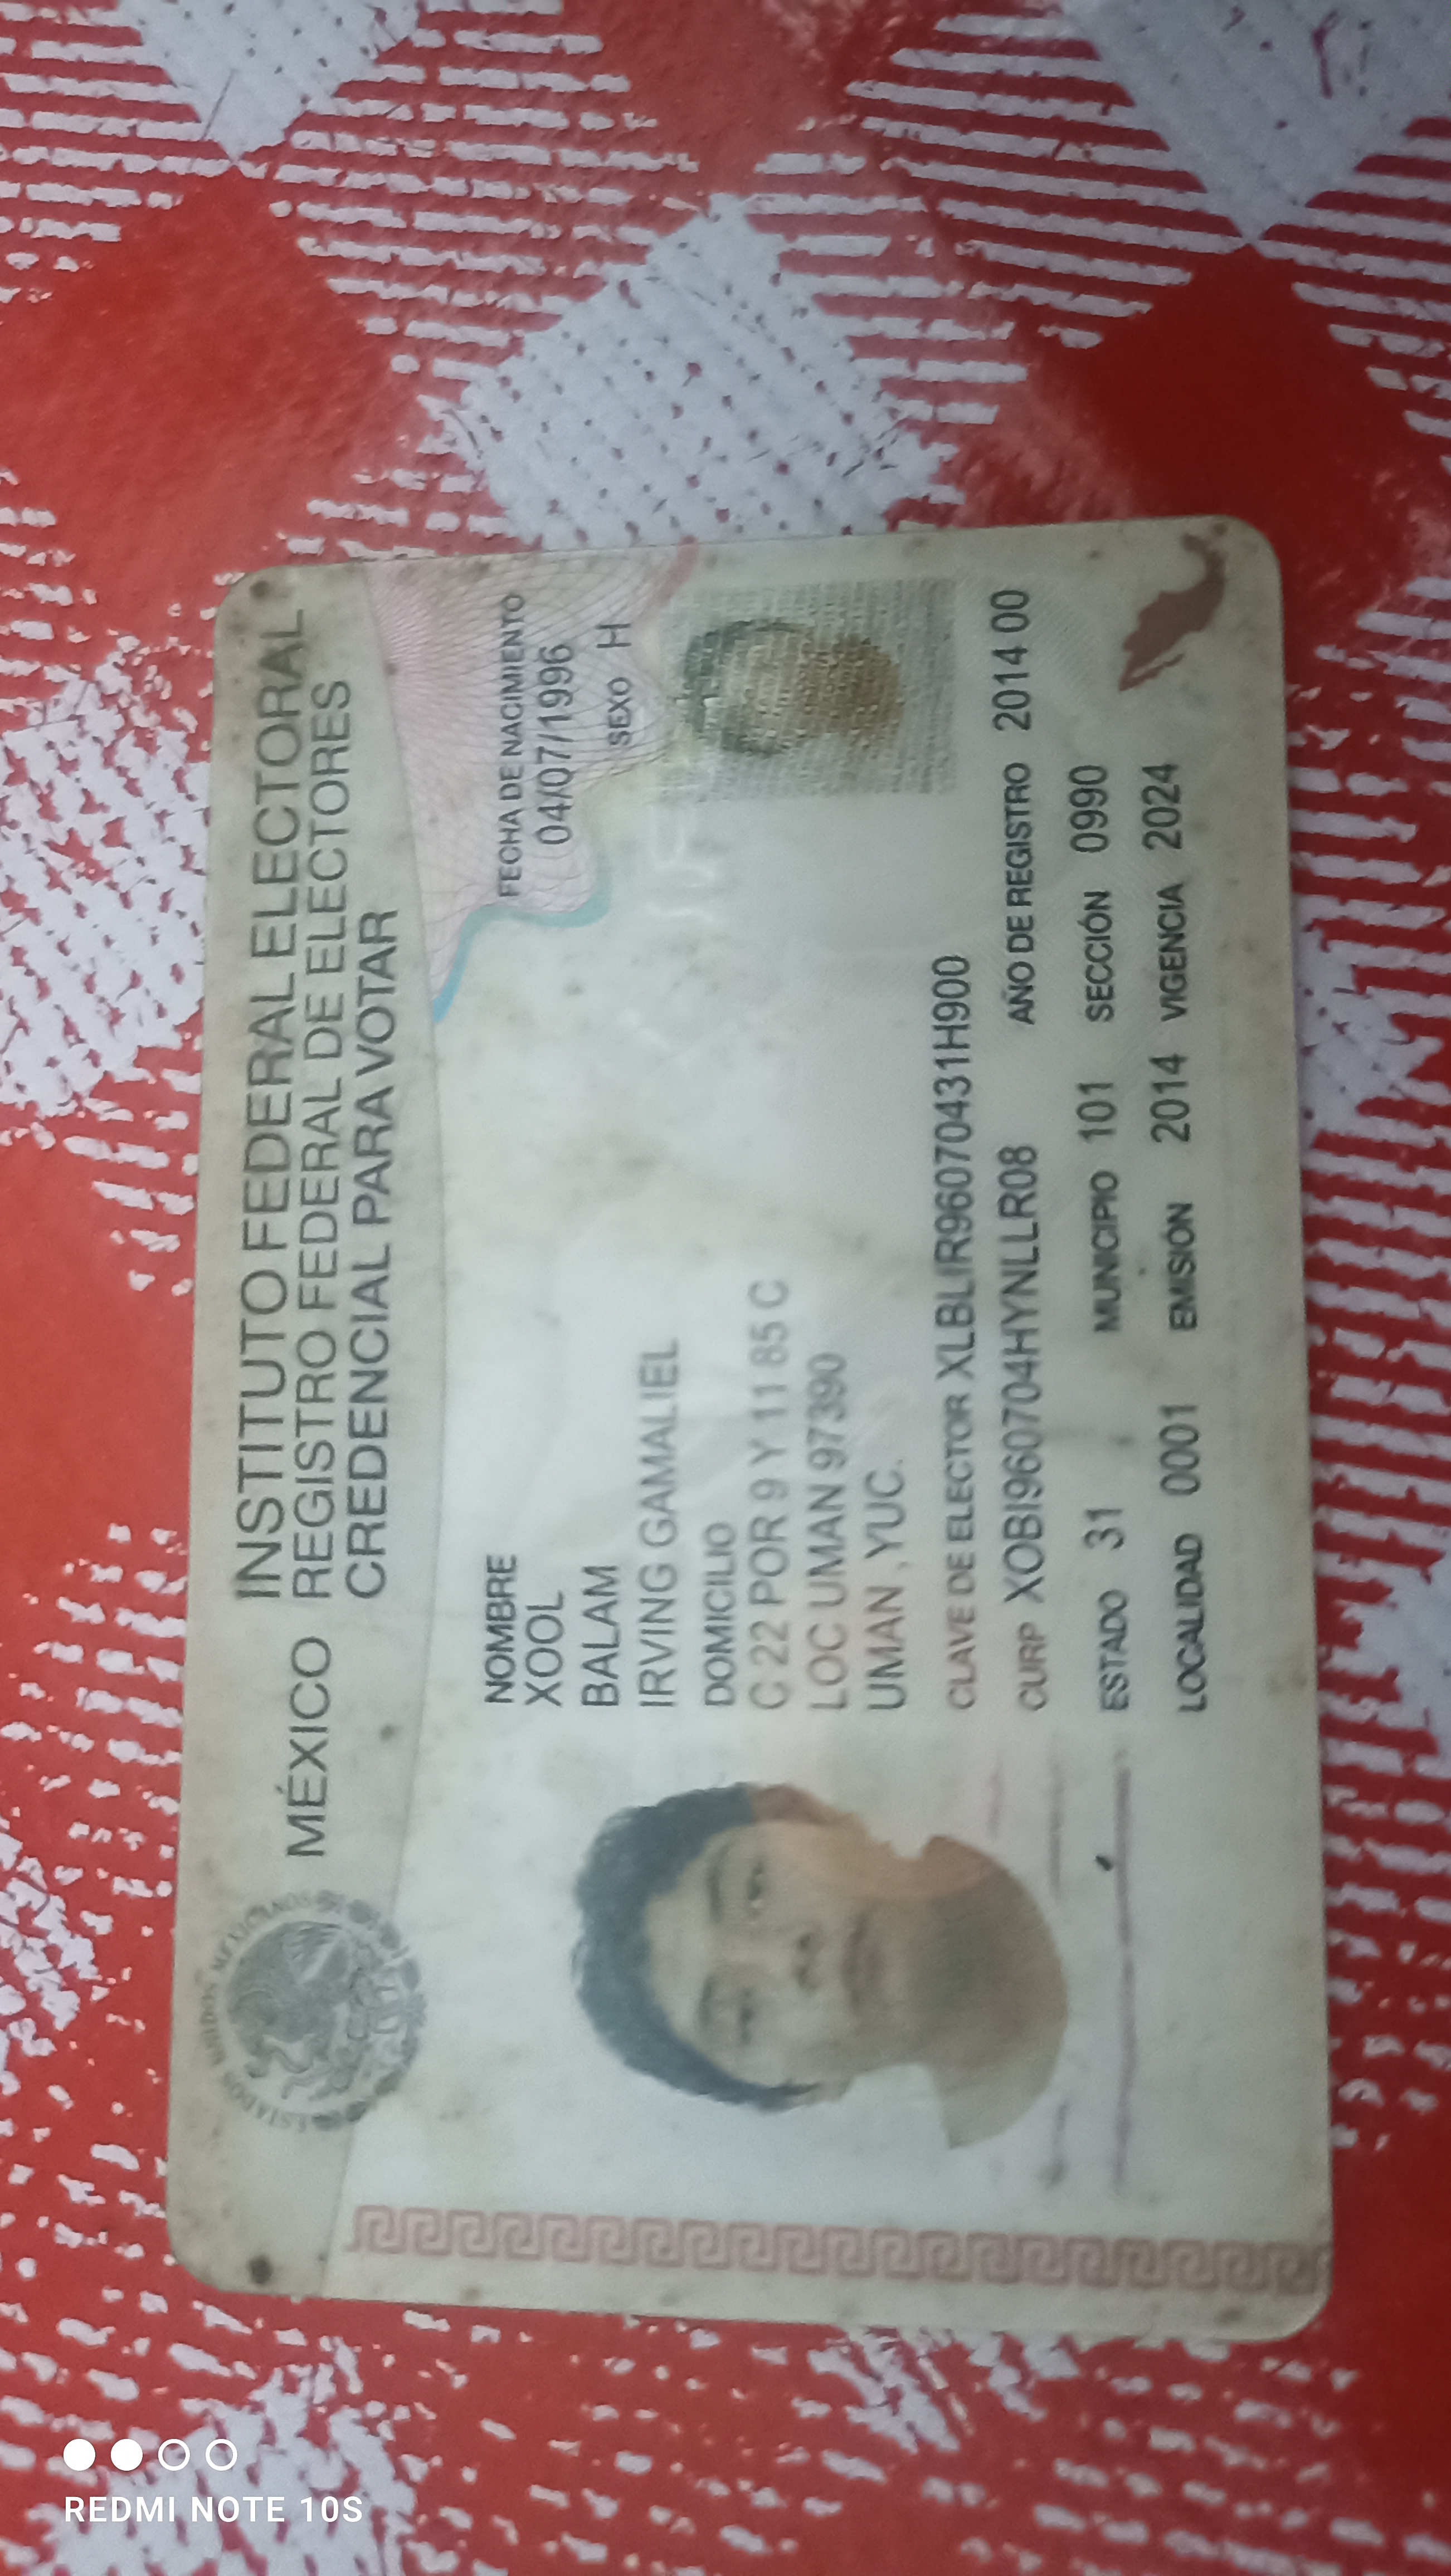 MÉXICO INSTITUTO FEDERAL ELECTORAL
REGISTRO FEDERAL DE ELECTORES
CREDENCIAL PARA VOTAR
ESTADOS UNIDOS MEXICANOS
NOMBRE
XOOL
BALAM
IRVING GAMALIEL
FECHA DE NACIMIENTO
04/07/1996
SEXO H
DOMICILIO
C 22 POR 9 Y 11 85 C
LOC UMAN 97390
UMAN ,YUC.
CLAVE DE ELECTOR XLBLIR96070431H900
CURP XOBI960704HYNLLR08 AÑO DE REGISTRO 2014 00
ESTADO 31 MUNICIPIO 101 SECCIÓN 0990
LOCALIDAD 0001 EMISIÓN 2014 VIGENCIA 2024
REDMI NOTE 10S